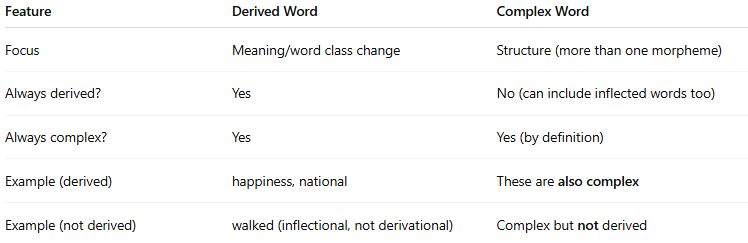 Feature Derived Word Complex Word
Focus Meaning/word class change Structure (more than one morpheme)
Always derived? Yes No (can include inflected words too)
Always complex? Yes Yes (by definition)
Example (derived) happiness, national These are also complex
Example (not derived) walked (inflectional, not derivational) Complex but not derived